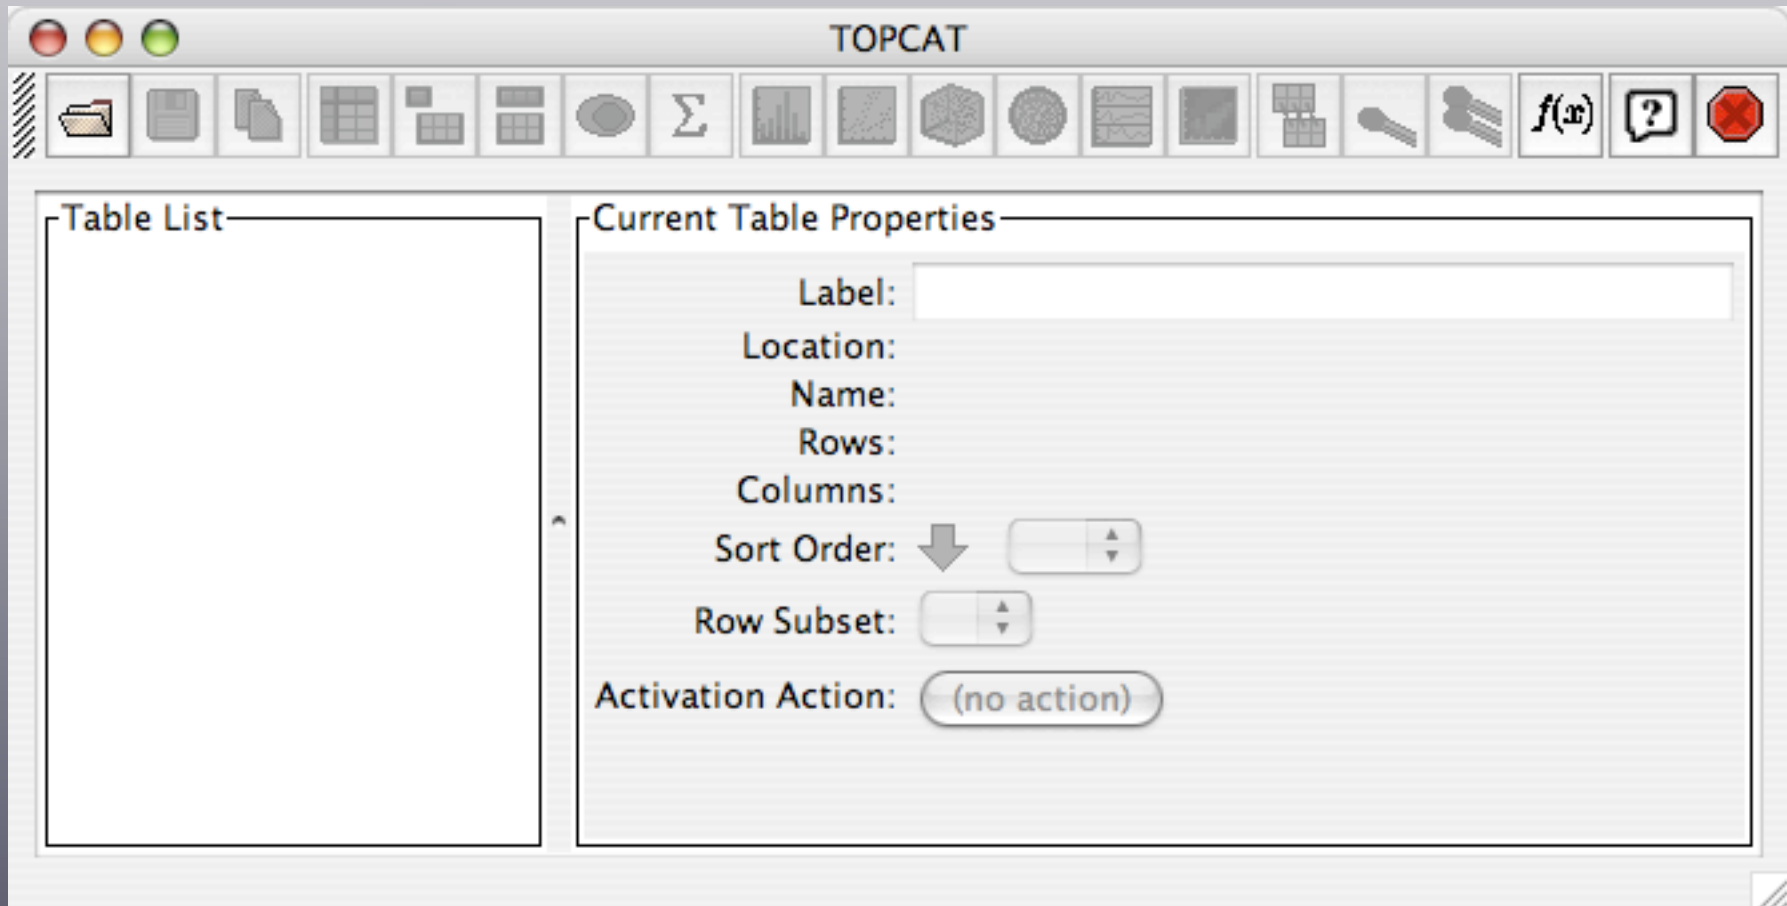 TOPCAT
Σ f(x) ?
Table List
Current Table Properties
Label:
Location:
Name:
Rows:
Columns:
Sort Order:
Row Subset:
Activation Action: (no action)